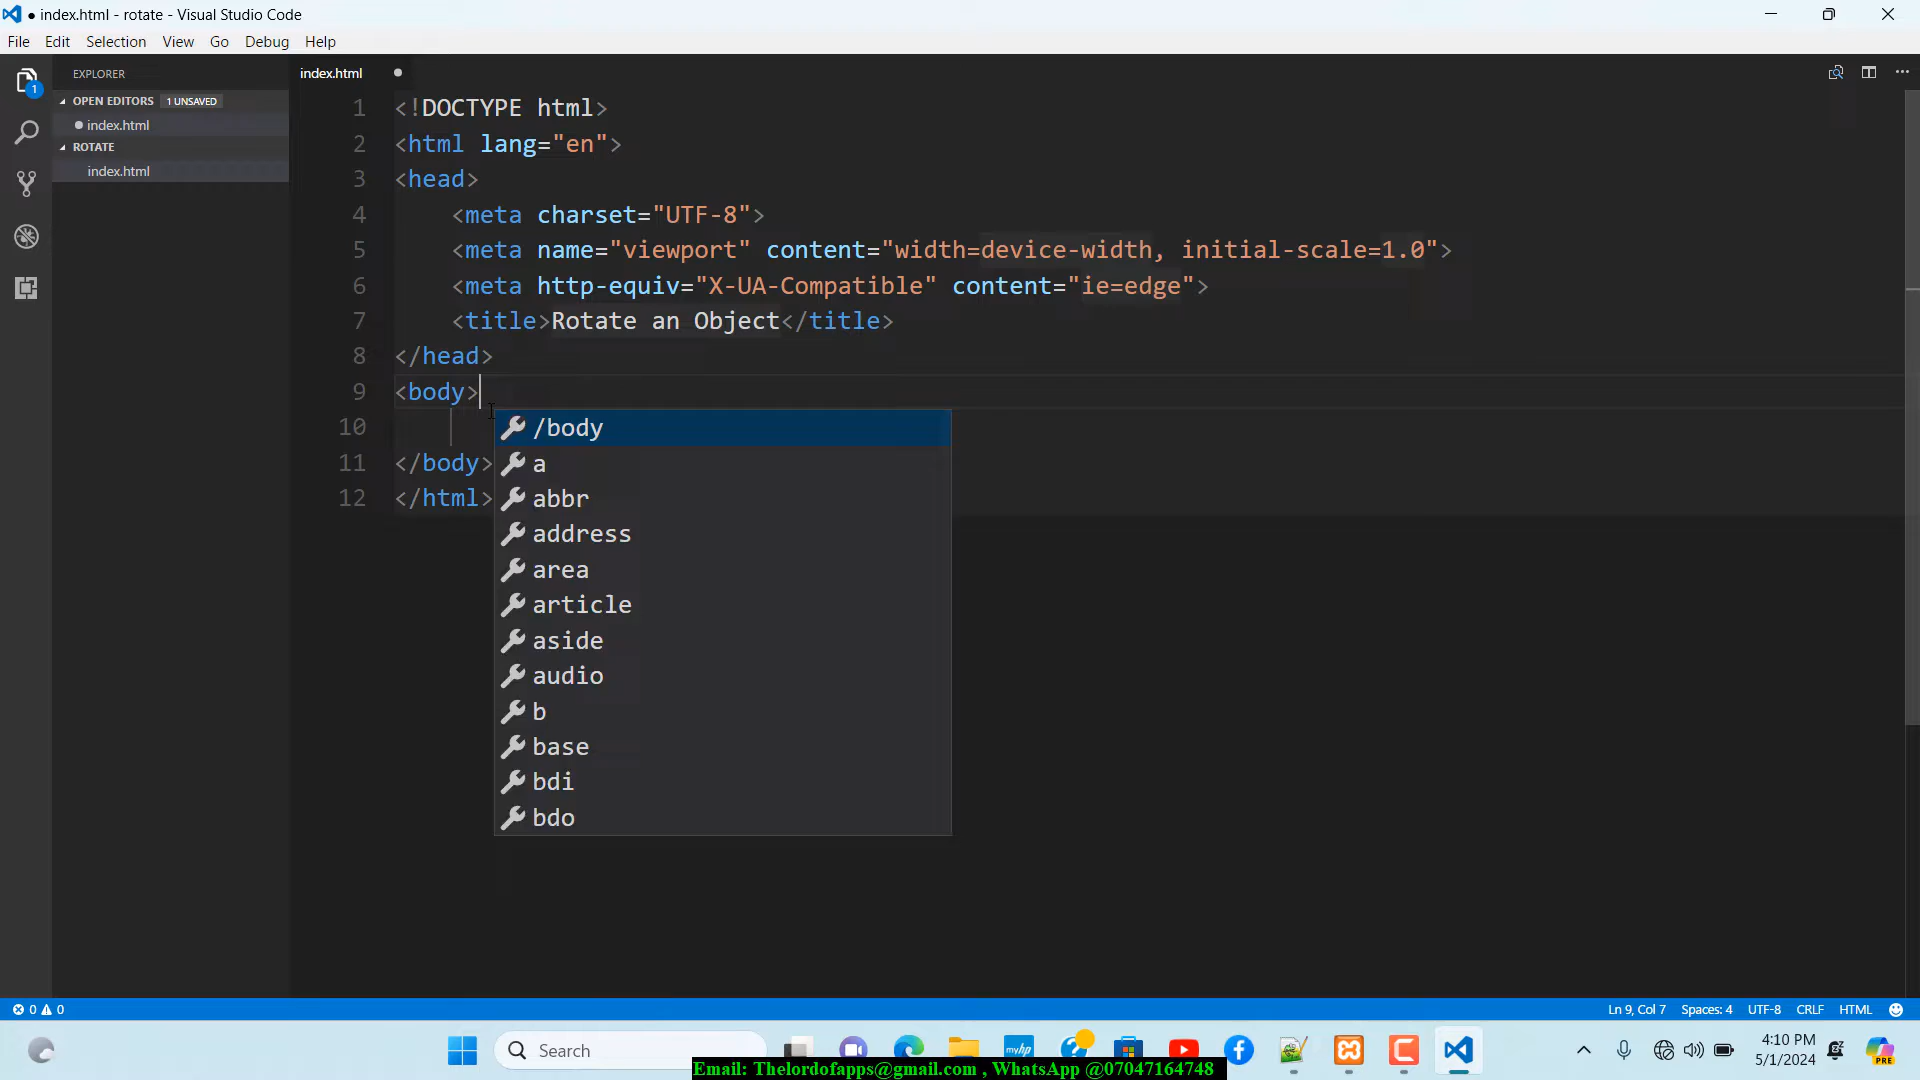 ● index.html - rotate - Visual Studio Code
File Edit Selection View Go Debug Help
EXPLORER
OPEN EDITORS 1 UNSAVED
index.html
ROTATE
index.html
1
index.html
1 <!DOCTYPE html>
2 <html lang="en">
3 <head>
4     <meta charset="UTF-8">
5     <meta name="viewport" content="width=device-width, initial-scale=1.0">
6     <meta http-equiv="X-UA-Compatible" content="ie=edge">
7     <title>Rotate an Object</title>
8 </head>
9 <body>
10
11 </body>
12 </html>
/body
a
abbr
address
area
article
aside
audio
b
base
bdi
bdo
0 0
Ln 9, Col 7 Spaces: 4 UTF-8 CRLF HTML
Search
myhp
4:10 PM
5/1/2024
PRE
Email: Thelordofapps@gmail.com , WhatsApp @07047164748